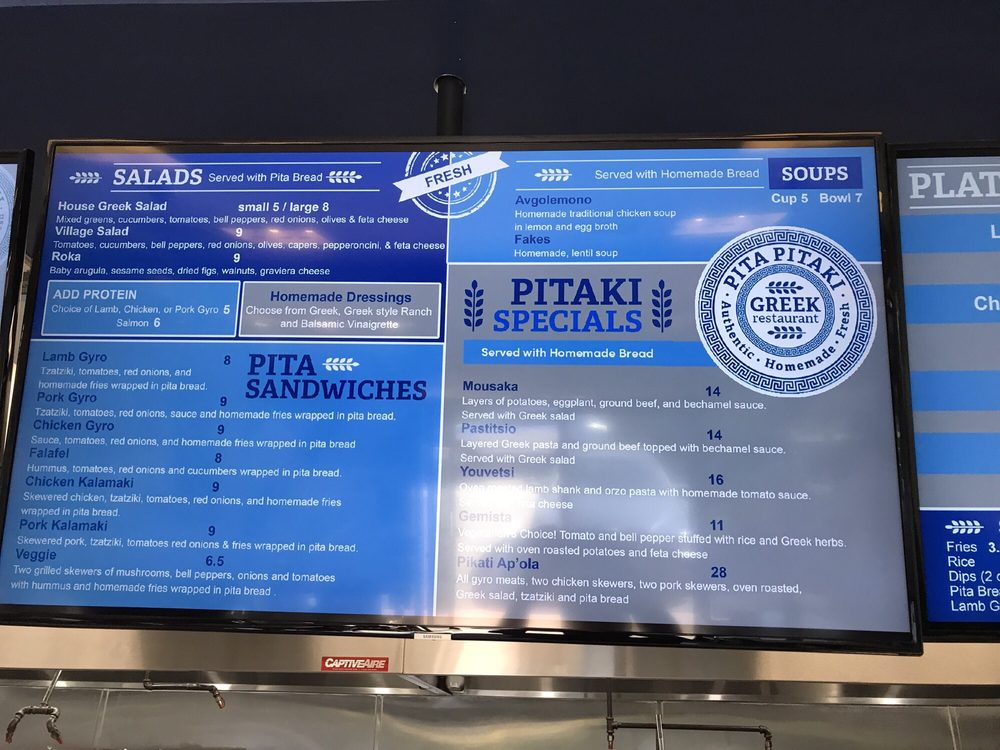 SALADS Served with Pita Bread
FRESH
House Greek Salad small 5 / large 8
Mixed greens, cucumbers, tomatoes, bell peppers, red onions, olives & feta cheese
Village Salad 9
Tomatoes, cucumbers, bell peppers, red onions, olives, capers, pepperoncini, & feta cheese
Roka 9
Baby arugula, sesame seeds, dried figs, walnuts, graviera cheese
ADD PROTEIN
Choice of Lamb, Chicken, or Pork Gyro 5
Salmon 6
Homemade Dressings
Choose from Greek, Greek style Ranch
and Balsamic Vinaigrette
PITA
SANDWICHES
Lamb Gyro 8
Tzatziki, tomatoes, red onions, and
homemade fries wrapped in pita bread.
Pork Gyro 9
Tzatziki, tomatoes, red onions, sauce and homemade fries wrapped in pita bread.
Chicken Gyro 9
Sauce, tomatoes, red onions, and homemade fries wrapped in pita bread
Falafel 8
Hummus, tomatoes, red onions and cucumbers wrapped in pita bread.
Chicken Kalamaki 9
Skewered chicken, tzatziki, tomatoes, red onions, and homemade fries
wrapped in pita bread.
Pork Kalamaki 9
Skewered pork, tzatziki, tomatoes, red onions & fries wrapped in pita bread.
Veggie 6.5
Two grilled skewers of mushrooms, bell peppers, onions and tomatoes
with hummus and homemade fries wrapped in pita bread .
Served with Homemade Bread SOUPS
Cup 5 Bowl 7
Avgolemono
Homemade traditional chicken soup
in lemon and egg broth
Fakes
Homemade, lentil soup
PITAKI
SPECIALS
Served with Homemade Bread
PITA PITAKI
GREEK
restaurant
Authentic · Homemade · Fresh
Mousaka 14
Layers of potatoes, eggplant, ground beef, and bechamel sauce.
Served with Greek salad
Pastitsio 14
Layered Greek pasta and ground beef topped with bechamel sauce.
Served with Greek salad
Youvetsi 16
Oven lamb shank and orzo pasta with homemade tomato sauce.
cheese
Gemista 11
Choice! Tomato and bell pepper stuffed with rice and Greek herbs.
Served with oven roasted potatoes and feta cheese
Pikati Ap'ola 28
All gyro meats, two chicken skewers, two pork skewers, oven roasted,
Greek salad, tzatziki and pita bread
PLAT
L
Ch
Fries 3.
Rice
Dips (2
Pita Bre
Lamb G
SAMSUNG
CAPTIVEAIRE